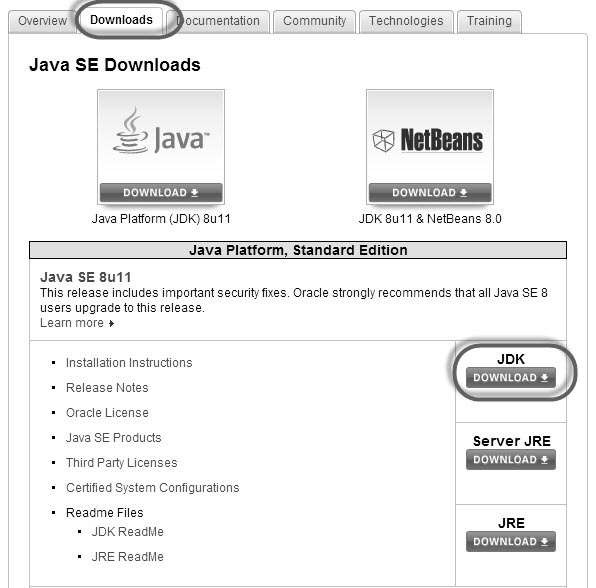 Overview Downloads Documentation Community Technologies Training
Java SE Downloads
Java™ NetBeans
DOWNLOAD DOWNLOAD
Java Platform (JDK) 8u11 JDK 8u11 & NetBeans 8.0
Java Platform, Standard Edition
Java SE 8u11
This release includes important security fixes. Oracle strongly recommends that all Java SE 8
users upgrade to this release.
Learn more
Installation Instructions
Release Notes
Oracle License
Java SE Products
Third Party Licenses
Certified System Configurations
Readme Files
JDK ReadMe
JRE ReadMe
JDK
DOWNLOAD
Server JRE
DOWNLOAD
JRE
DOWNLOAD